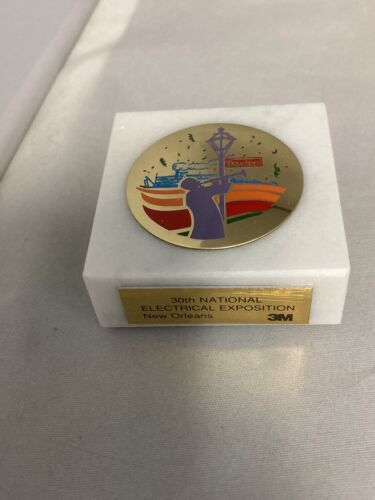 Bourbon
30th NATIONAL
ELECTRICAL EXPOSITION
New Orleans 3M